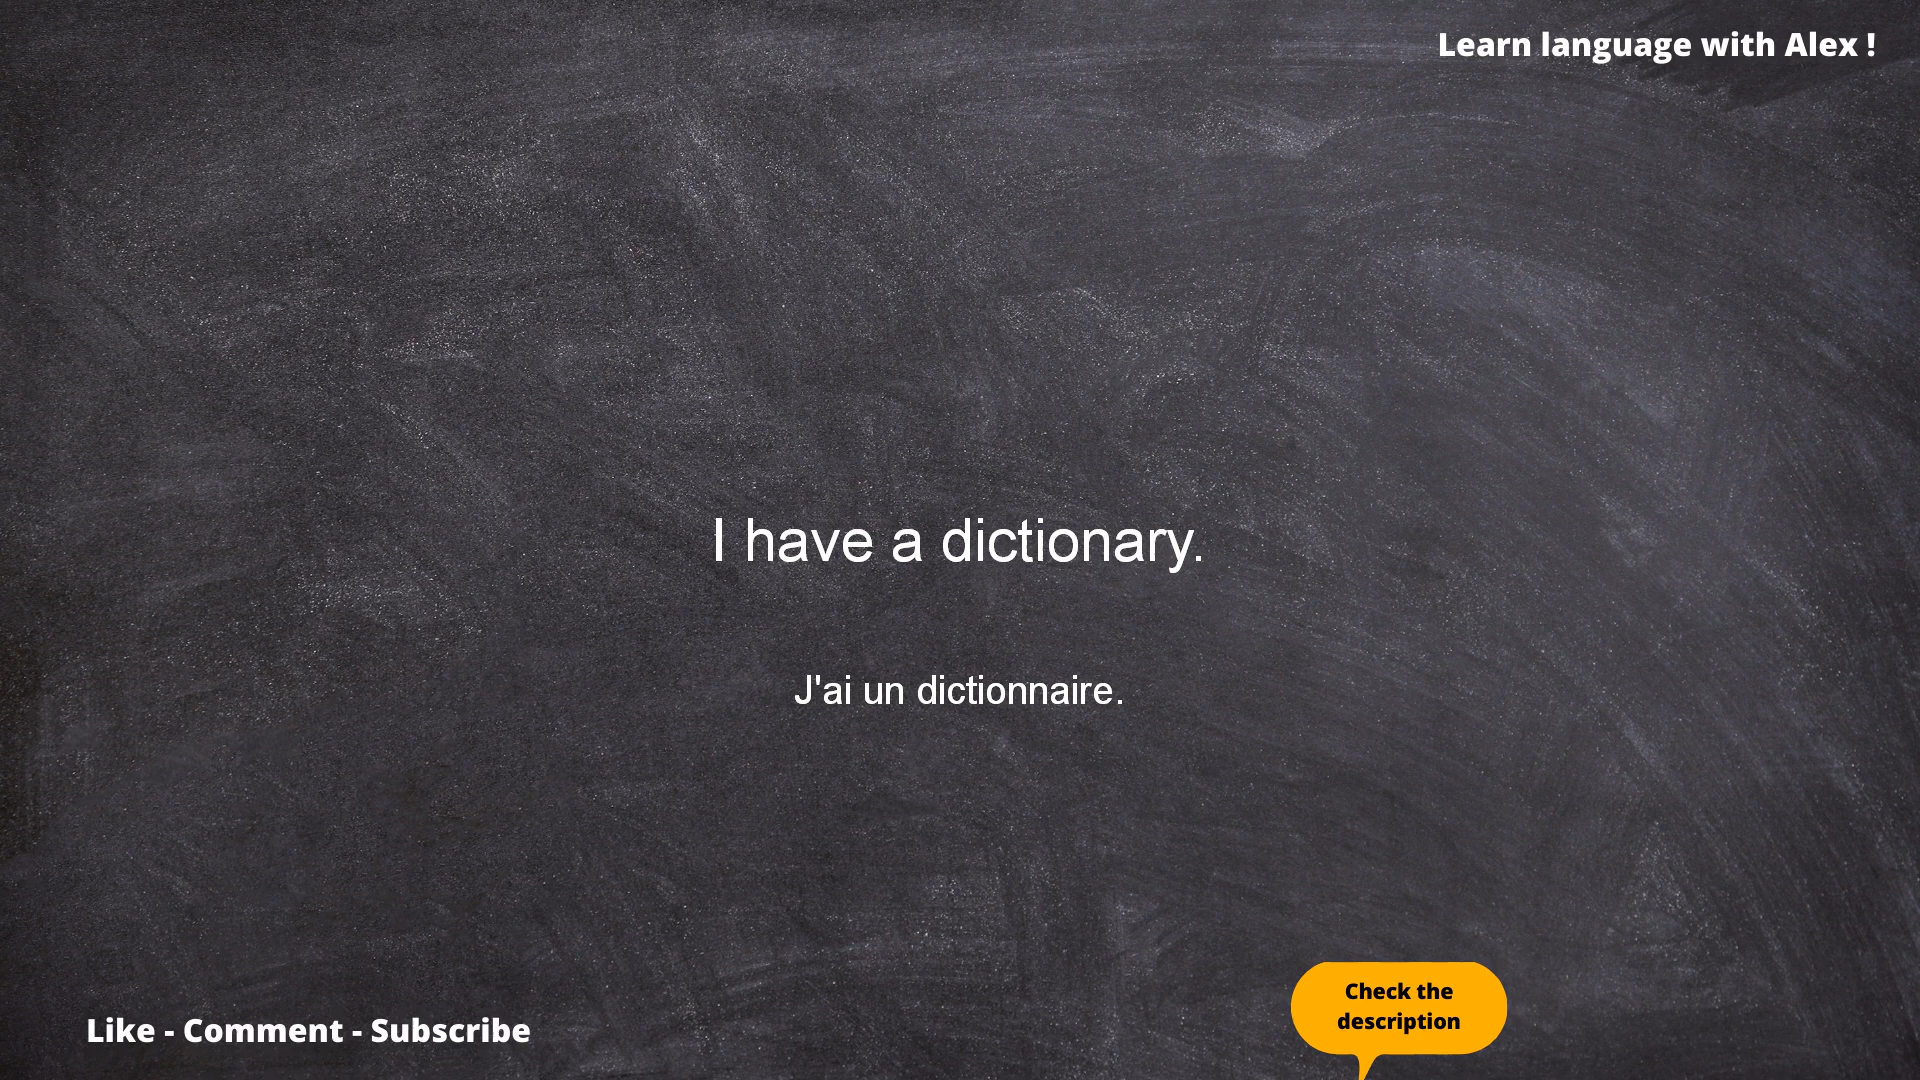 Learn language with Alex !
I have a dictionary.
J'ai un dictionnaire.
Check the
description
Like - Comment - Subscribe